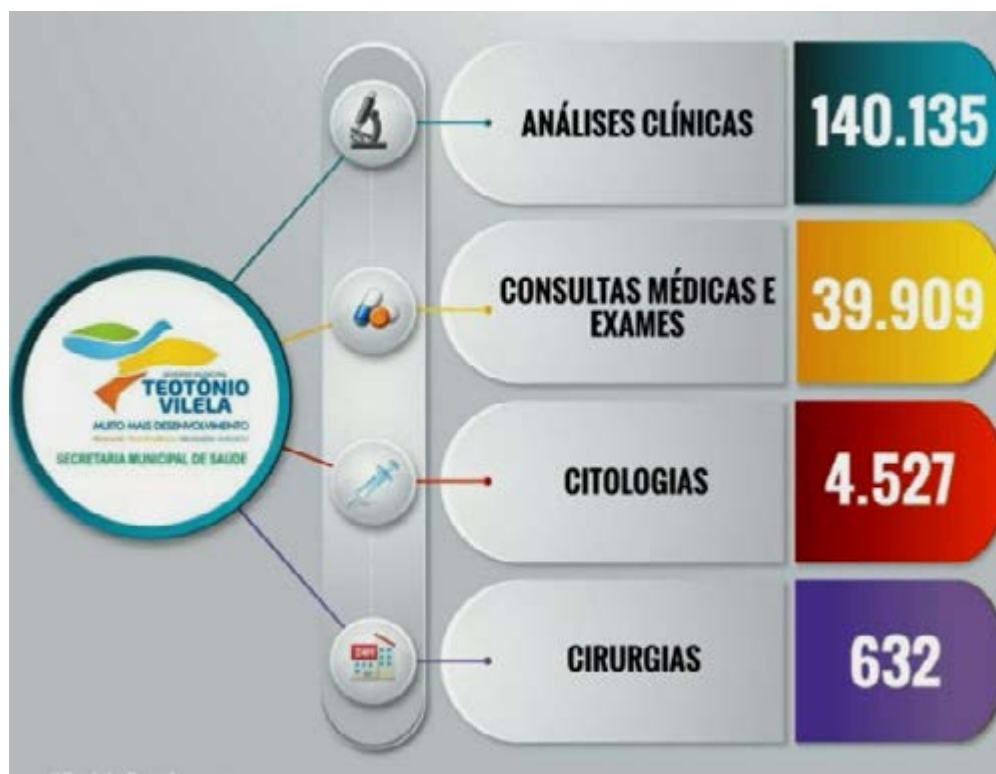 ANÁLISES CLÍNICAS
140.135
CONSULTAS MÉDICAS E
EXAMES
39.909
TEOTÔNIO
VILELA
MUITO MAIS DESENVOLVIMENTO
SECRETARIA MUNICIPAL DE SAÚDE
CITOLOGIAS
4.527
CIRURGIAS
632